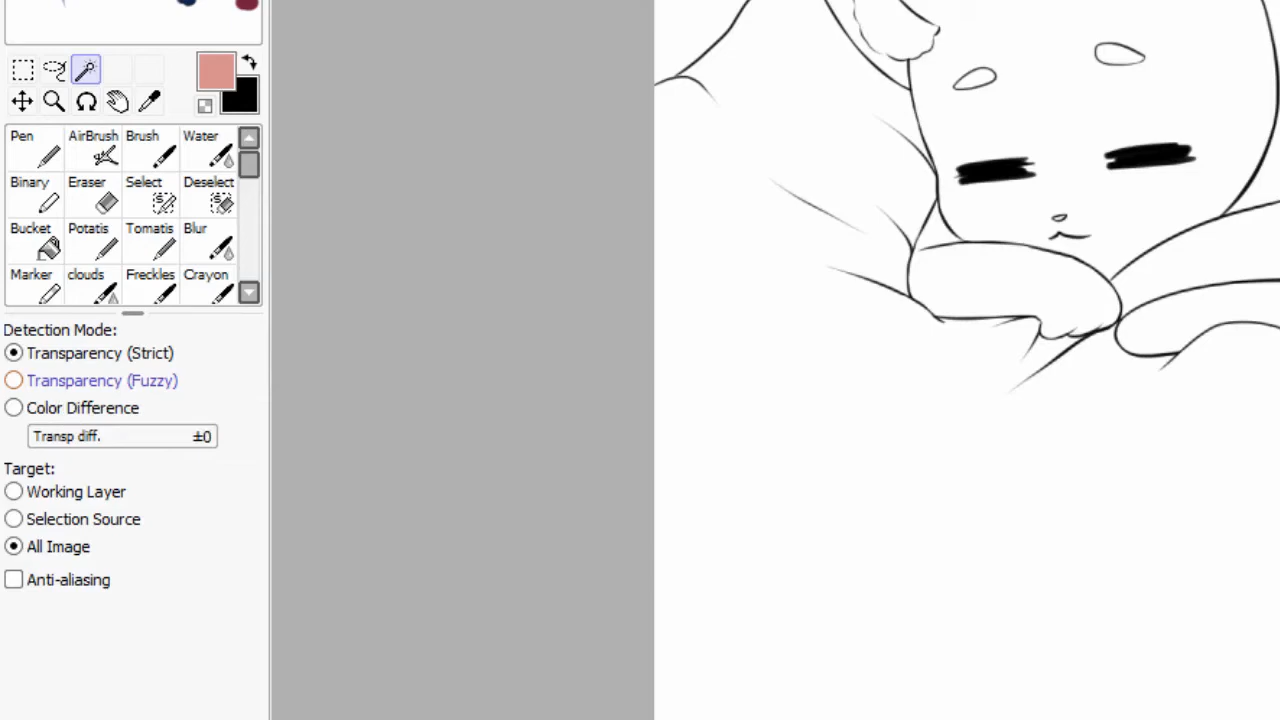 Pen AirBrush Brush Water
Binary Eraser Select Deselect
Bucket Potatis Tomatis Blur
Marker clouds Freckles Crayon
Detection Mode:
Transparency (Strict)
Transparency (Fuzzy)
Color Difference
Transp diff. ±0
Target:
Working Layer
Selection Source
All Image
Anti-aliasing